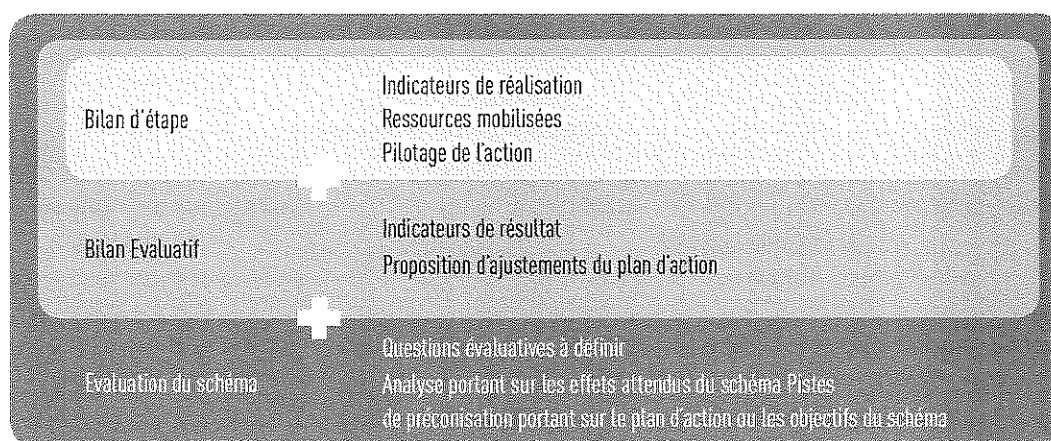 Indicateurs de réalisation
Bilan d'étape
Ressources mobilisées
Pilotage de l'action
Indicateurs de résultat
Bilan Evaluatif
Proposition d'ajustements du plan d'action
Questions évaluatives à définir
Evaluation du schéma
Analyse portant sur les effets attendus du schéma Pistes
de préconisation portant sur le plan d'action ou les objectifs du schéma